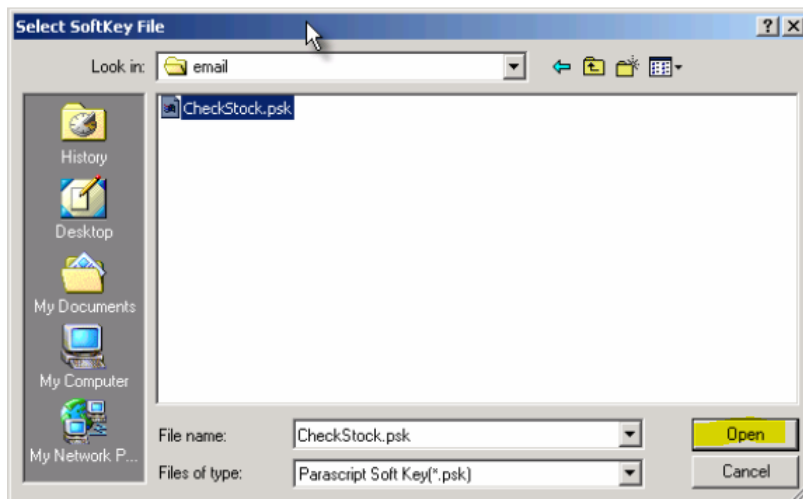 Select SoftKey File
Look in: email
CheckStock.psk
History
Desktop
My Documents
My Computer
My Network P...
File name: CheckStock.psk Open
Files of type: Parascript Soft Key(*.psk) Cancel